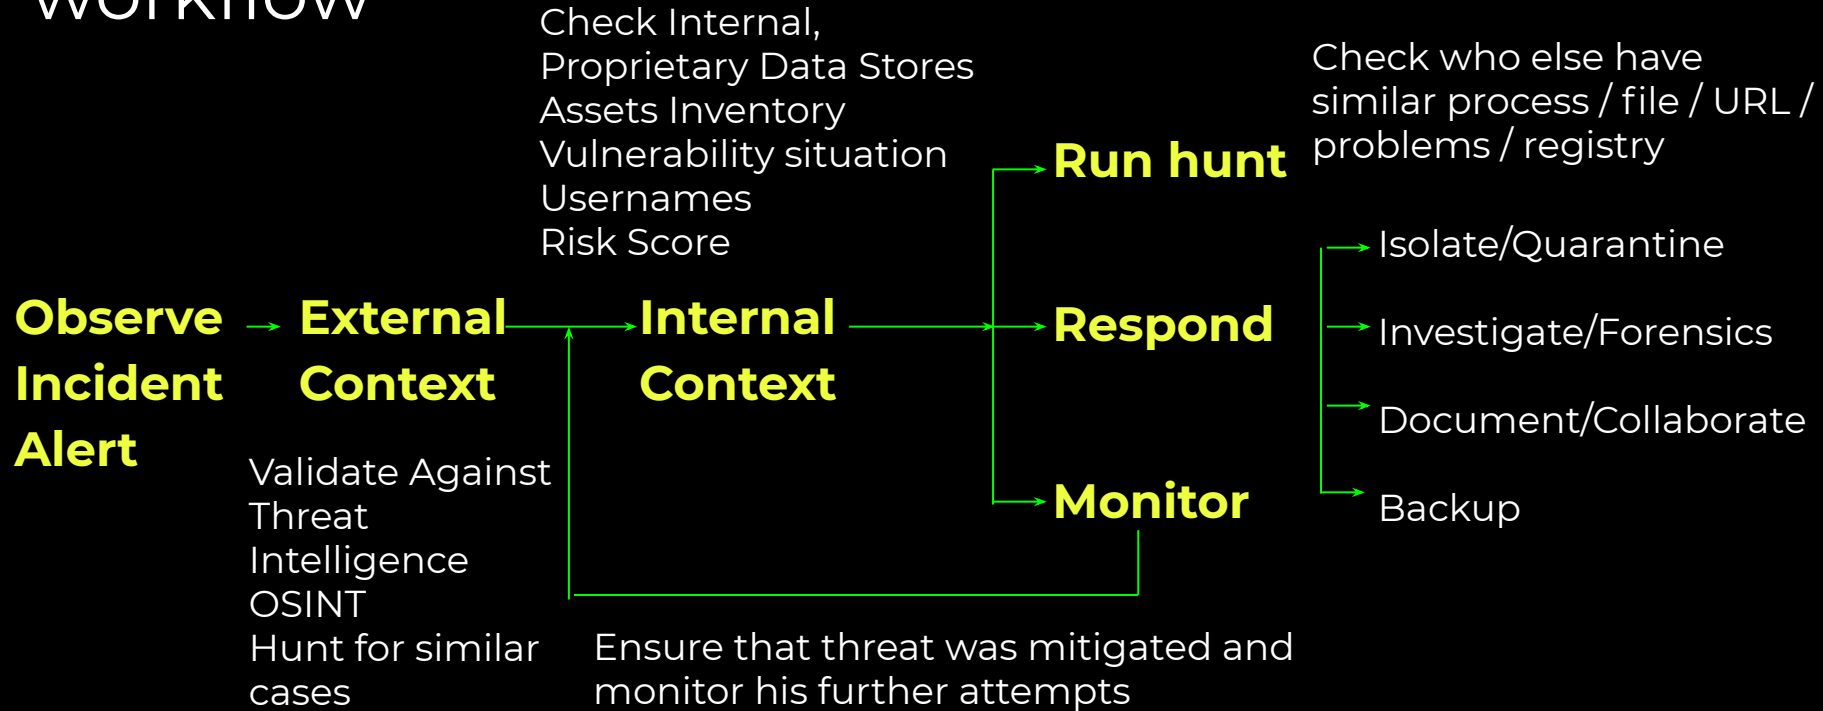 Workflow
Check Internal,
Proprietary Data Stores
Assets Inventory
Vulnerability situation
Usernames
Risk Score
Check who else have
similar process / file / URL /
problems / registry
Run hunt
Isolate/Quarantine
Observe
Incident
Alert
External
Context
Internal
Context
Respond
Investigate/Forensics
Document/Collaborate
Validate Against
Threat
Intelligence
OSINT
Hunt for similar
cases
Monitor
Backup
Ensure that threat was mitigated and
monitor his further attempts